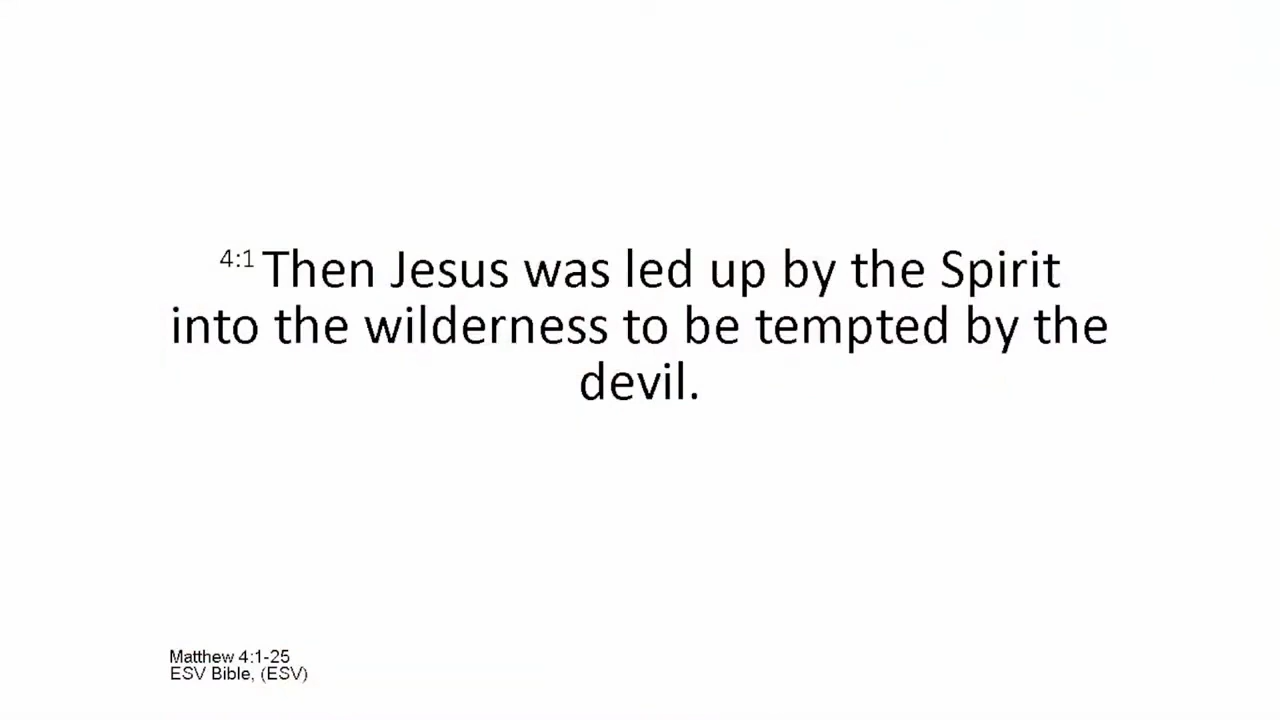 4:1 Then Jesus was led up by the Spirit
into the wilderness to be tempted by the
devil.
Matthew 4:1-25
ESV Bible, (ESV)